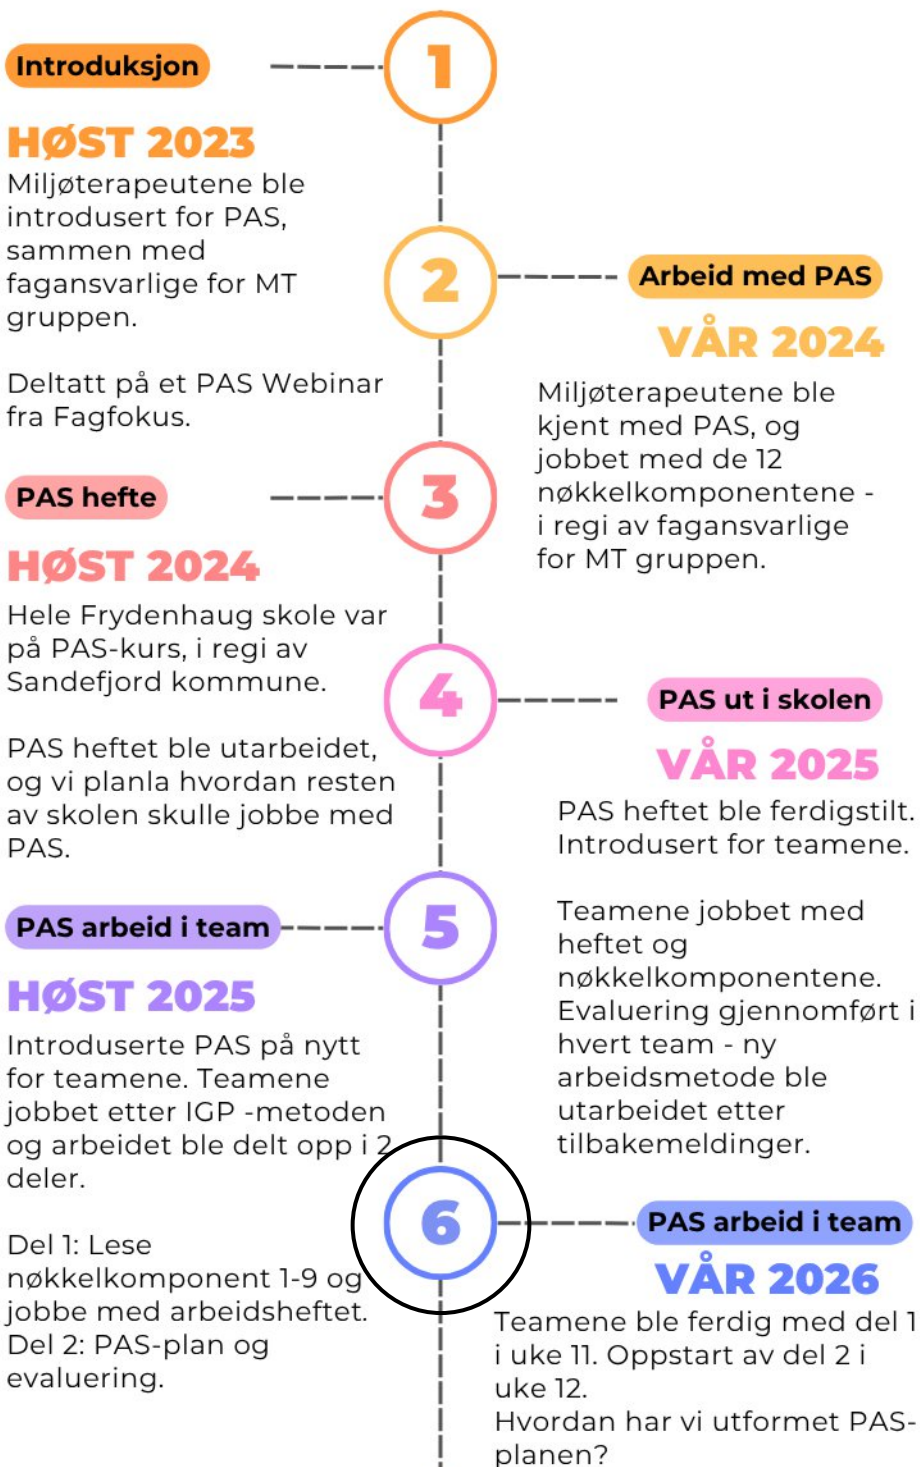 1
Introduksjon
HØST 2023
Miljøterapeutene ble
introdusert for PAS,
sammen med
fagansvarlige for MT
gruppen.
Deltatt på et PAS Webinar
fra Fagfokus.
2
Arbeid med PAS
VÅR 2024
Miljøterapeutene ble
kjent med PAS, og
jobbet med de 12
nøkkelkomponentene -
i regi av fagansvarlige
for MT gruppen.
3
PAS hefte
HØST 2024
Hele Frydenhaug skole var
på PAS-kurs, i regi av
Sandefjord kommune.
PAS heftet ble utarbeidet,
og vi planla hvordan resten
av skolen skulle jobbe med
PAS.
4
PAS ut i skolen
VÅR 2025
PAS heftet ble ferdigstilt.
Introdusert for teamene.
Teamene jobbet med
heftet og
nøkkelkomponentene.
Evaluering gjennomført i
hvert team - ny
arbeidsmetode ble
utarbeidet etter
tilbakemeldinger.
5
PAS arbeid i team
HØST 2025
Introduserte PAS på nytt
for teamene. Teamene
jobbet etter IGP -metoden
og arbeidet ble delt opp i 2
deler.
Del 1: Lese
nøkkelkomponent 1-9 og
jobbe med arbeidsheftet.
Del 2: PAS-plan og
evaluering.
6
PAS arbeid i team
VÅR 2026
Teamene ble ferdig med del 1
i uke 11. Oppstart av del 2 i
uke 12.
Hvordan har vi utformet PAS-
planen?